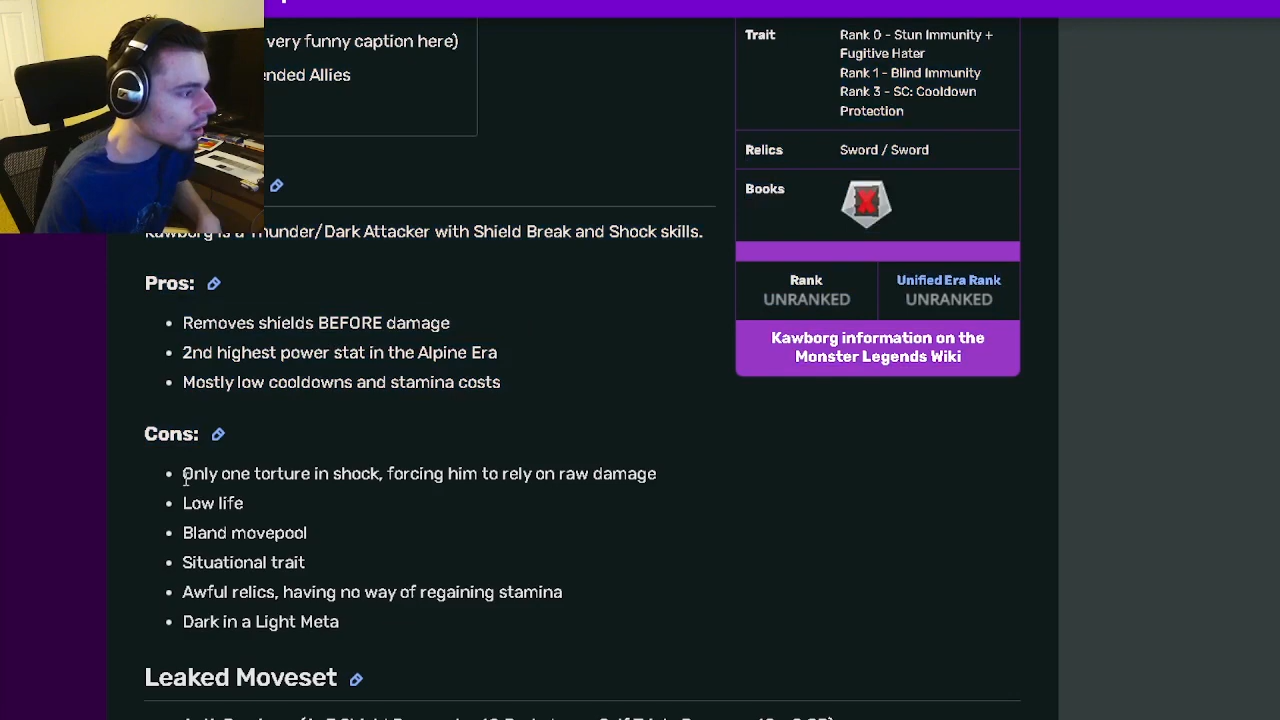 very funny caption here)
ended Allies
Trait
Rank 0 - Stun Immunity +
Fugitive Hater
Rank 1 - Blind Immunity
Rank 3 - SC: Cooldown
Protection
Relics
Sword / Sword
Books
Kawborg is a Thunder/Dark Attacker with Shield Break and Shock skills.
Rank
UNRANKED
Unified Era Rank
UNRANKED
Kawborg information on the
Monster Legends Wiki
Pros:
Removes shields BEFORE damage
2nd highest power stat in the Alpine Era
Mostly low cooldowns and stamina costs
Cons:
Only one torture in shock, forcing him to rely on raw damage
Low life
Bland movepool
Situational trait
Awful relics, having no way of regaining stamina
Dark in a Light Meta
Leaked Moveset